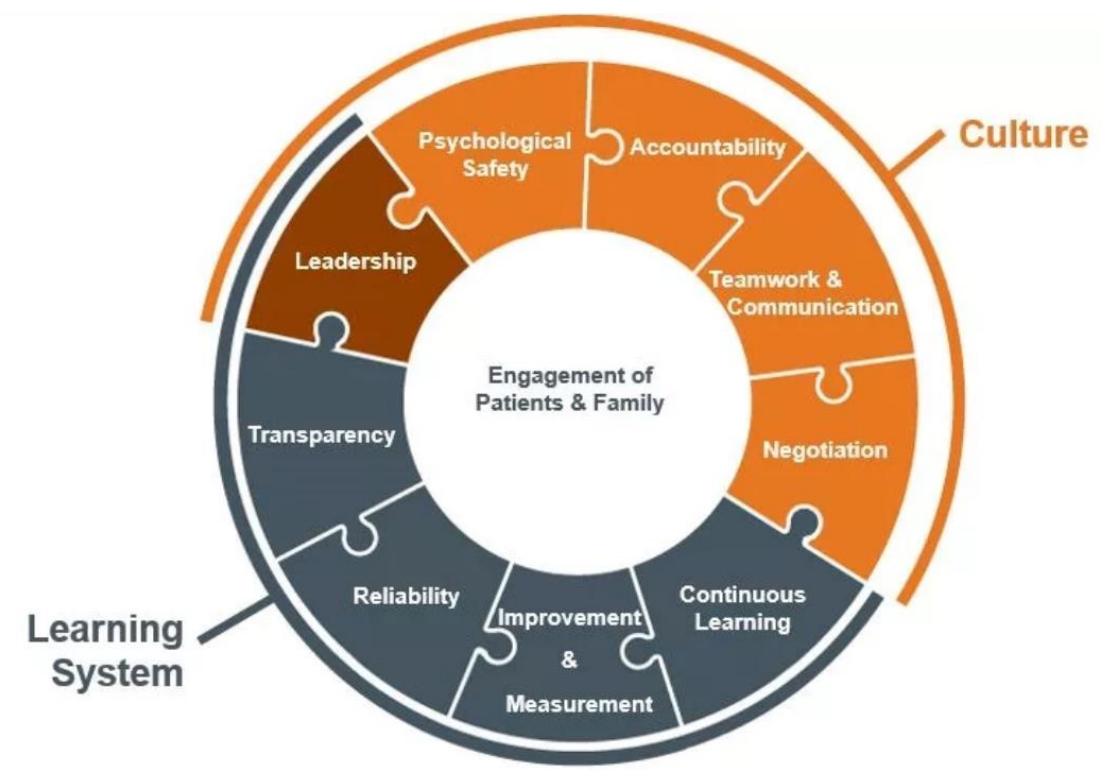 Culture
Psychological
Safety
Accountability
Leadership
Teamwork &
Communication
Engagement of
Patients & Family
Transparency
Negotiation
Reliability
Improvement
&
Measurement
Continuous
Learning
Learning
System